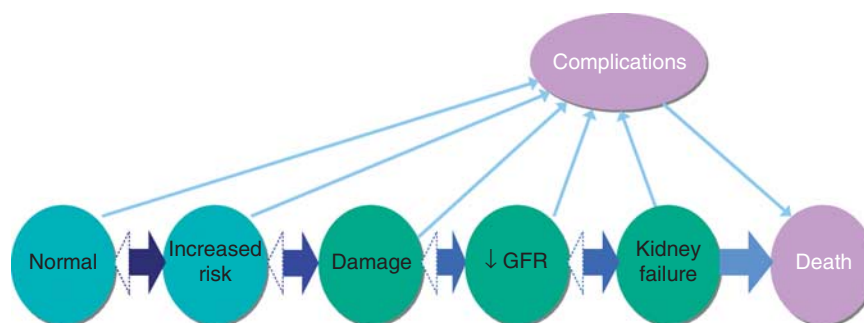 Complications
Normal
Increased
risk
Damage
↓ GFR
Kidney
failure
Death